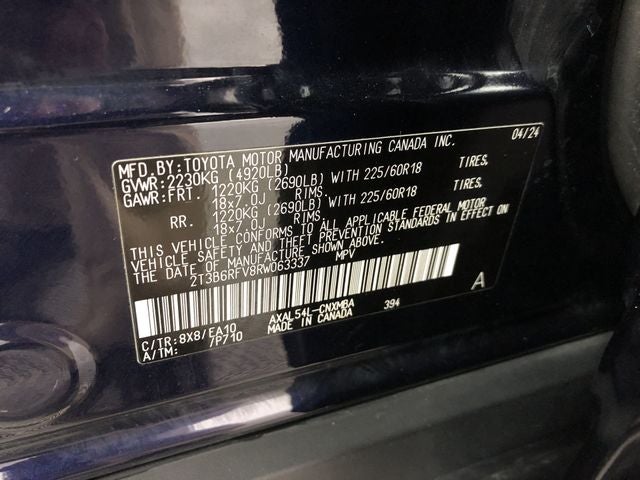 MFD. BY:TOYOTA MOTOR MANUFACTURING CANADA INC. 04/24
GVWR:2230KG (4920LB)
GAWR:FRT. 1220KG (2690LB) WITH 225/60R18 TIRES.
18x7.0J RIMS.
RR. 1220KG (2690LB) WITH 225/60R18 TIRES.
18x7.0J RIMS.
THIS VEHICLE CONFORMS TO ALL APPLICABLE FEDERAL MOTOR
VEHICLE SAFETY AND THEFT PREVENTION STANDARDS IN EFFECT ON
THE DATE OF MANUFACTURE SHOWN ABOVE.
2T3B6RFV8RW063337 MPV
A
AXAL54L-CNXMBA 394
C/TR:8X8/EA10 MADE IN CANADA
A/TM: 7P710